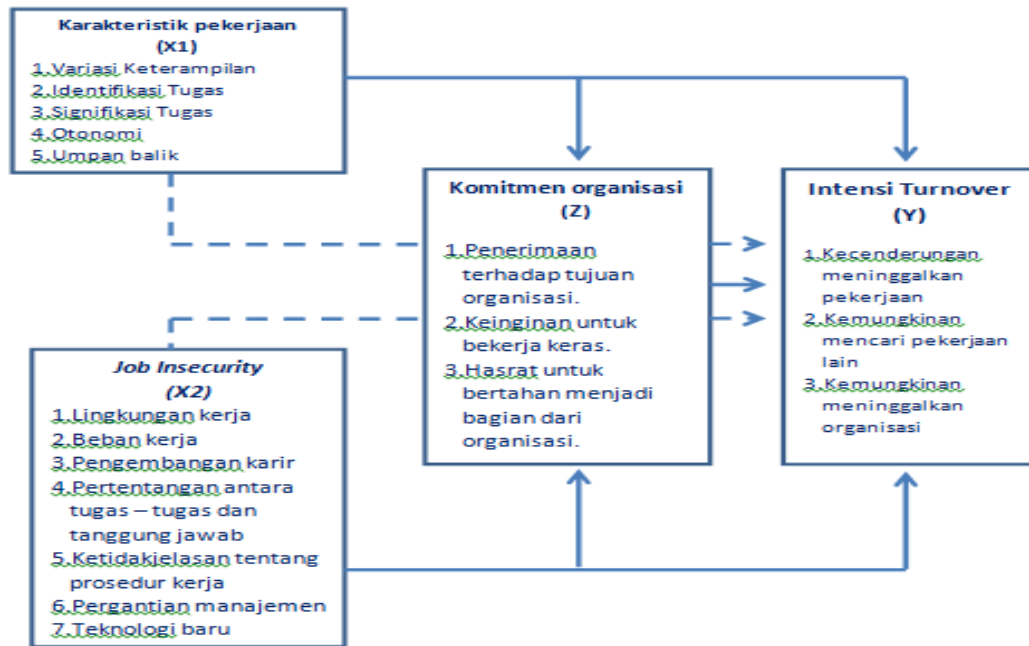 Karakteristik pekerjaan
(X1)
1.Variasi Keterampilan
2.Identifikasi Tugas
3.Signifikasi Tugas
4.Otonomi
5.Umpan balik
Komitmen organisasi
(Z)
1.Penerimaan
terhadap tujuan
organisasi.
2.Keinginan untuk
bekerja keras.
3.Hasrat untuk
bertahan menjadi
bagian dari
organisasi.
Intensi Turnover
(Y)
1.Kecenderungan
meninggalkan
pekerjaan
2.Kemungkinan
mencari pekerjaan
lain
3.Kemungkinan
meninggalkan
organisasi
Job Insecurity
(X2)
1.Lingkungan kerja
2.Beban kerja
3.Pengembangan karir
4.Pertentangan antara
tugas – tugas dan
tanggung jawab
5.Ketidakjelasan tentang
prosedur kerja
6.Pergantian manajemen
7.Teknologi baru